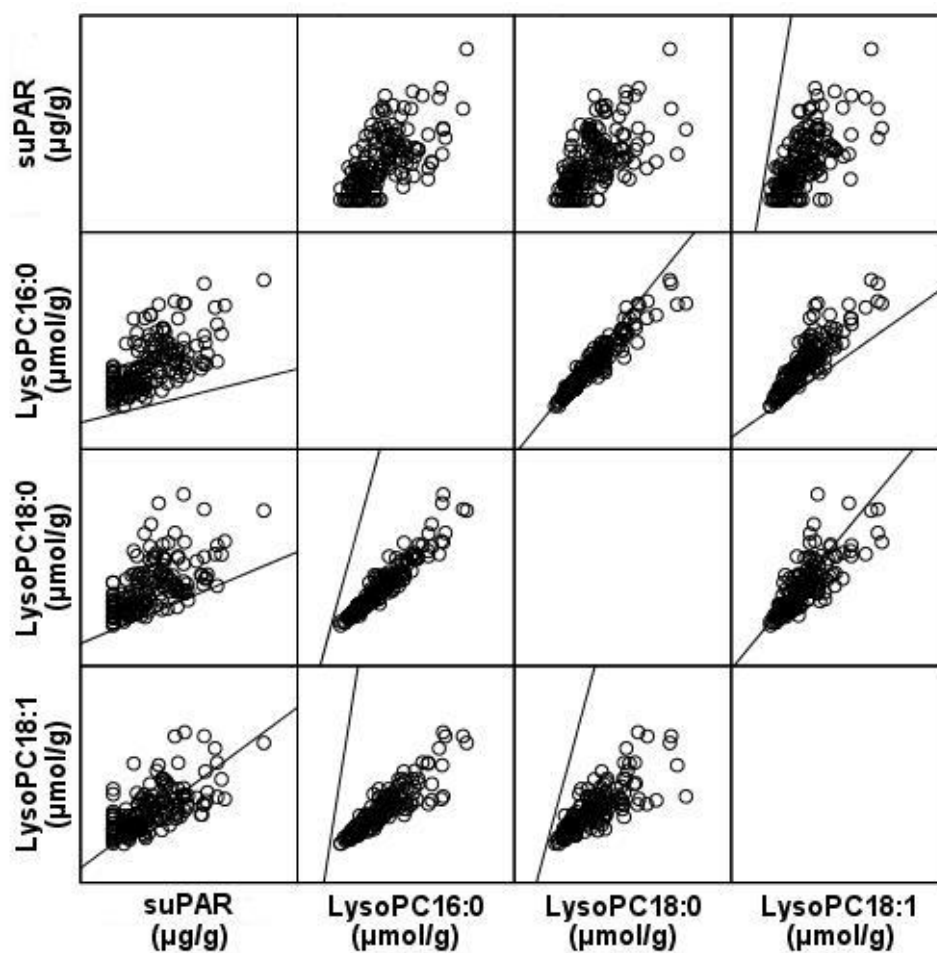 suPAR
(µg/g)
LysoPC16:0
(µmol/g)
LysoPC18:0
(µmol/g)
LysoPC18:1
(µmol/g)
suPAR
(µg/g)
LysoPC16:0
(µmol/g)
LysoPC18:0
(µmol/g)
LysoPC18:1
(µmol/g)